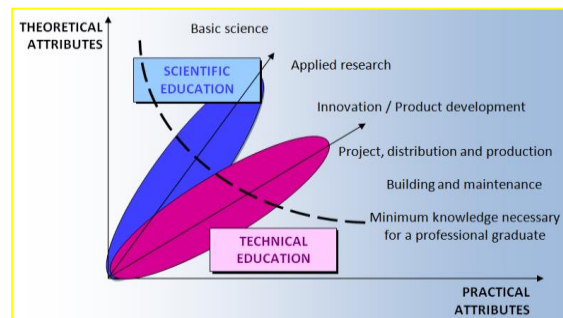 THEORETICAL
ATTRIBUTES
Basic science
SCIENTIFIC
EDUCATION
Applied research
Innovation / Product development
Project, distribution and production
Building and maintenance
Minimum knowledge necessary
for a professional graduate
TECHNICAL
EDUCATION
PRACTICAL
ATTRIBUTES